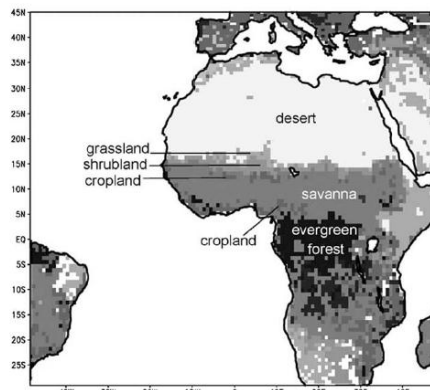 45N
40N
35N
30N
25N
20N
15N
10N
5N
EQ
5S
10S
15S
20S
25S
desert
grassland
shrubland
cropland
savanna
cropland
evergreen
forest